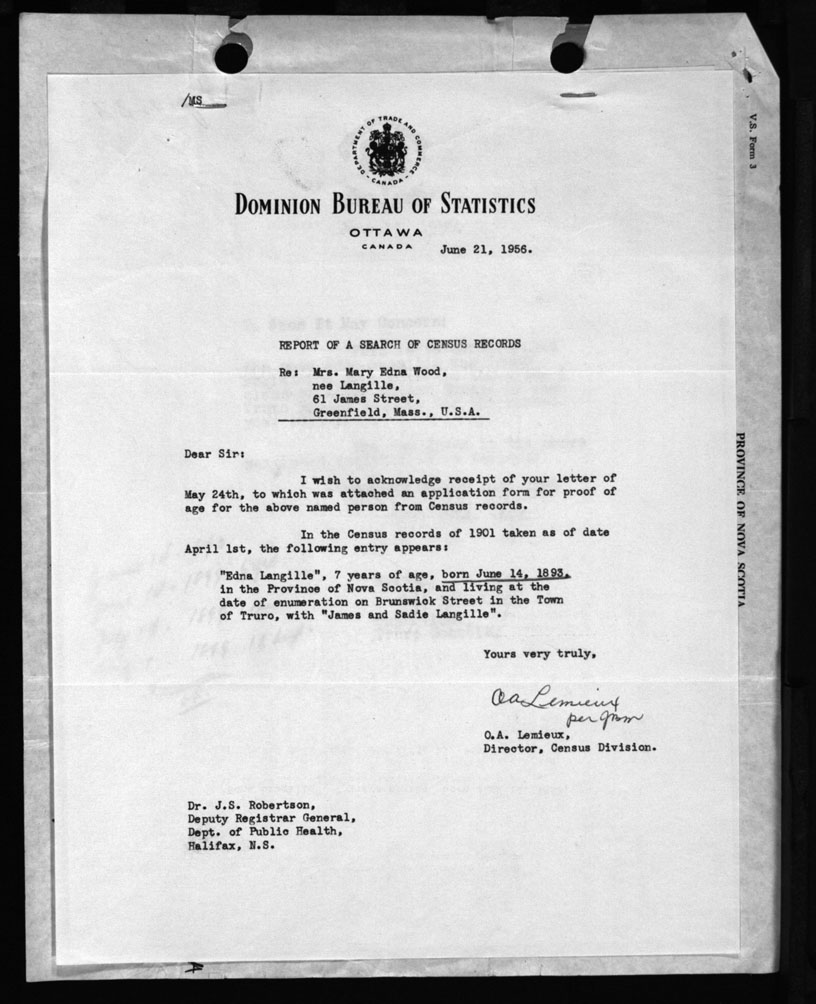 /MS
DEPARTMENT OF TRADE AND COMMERCE
- CANADA -
DOMINION BUREAU OF STATISTICS
OTTAWA
CANADA
June 21, 1956.
V.S. Form 3
REPORT OF A SEARCH OF CENSUS RECORDS
Re: Mrs. Mary Edna Wood,
nee Langille,
61 James Street,
Greenfield, Mass., U.S.A.
Dear Sir:
I wish to acknowledge receipt of your letter of
May 24th, to which was attached an application form for proof of
age for the above named person from Census records.
In the Census records of 1901 taken as of date
April 1st, the following entry appears:
"Edna Langille", 7 years of age, born June 14, 1893,
in the Province of Nova Scotia, and living at the
date of enumeration on Brunswick Street in the Town
of Truro, with "James and Sadie Langille".
PROVINCE OF NOVA SCOTIA
Yours very truly,
OA Lemieux
per
O.A. Lemieux,
Director, Census Division.
Dr. J.S. Robertson,
Deputy Registrar General,
Dept. of Public Health,
Halifax, N.S.